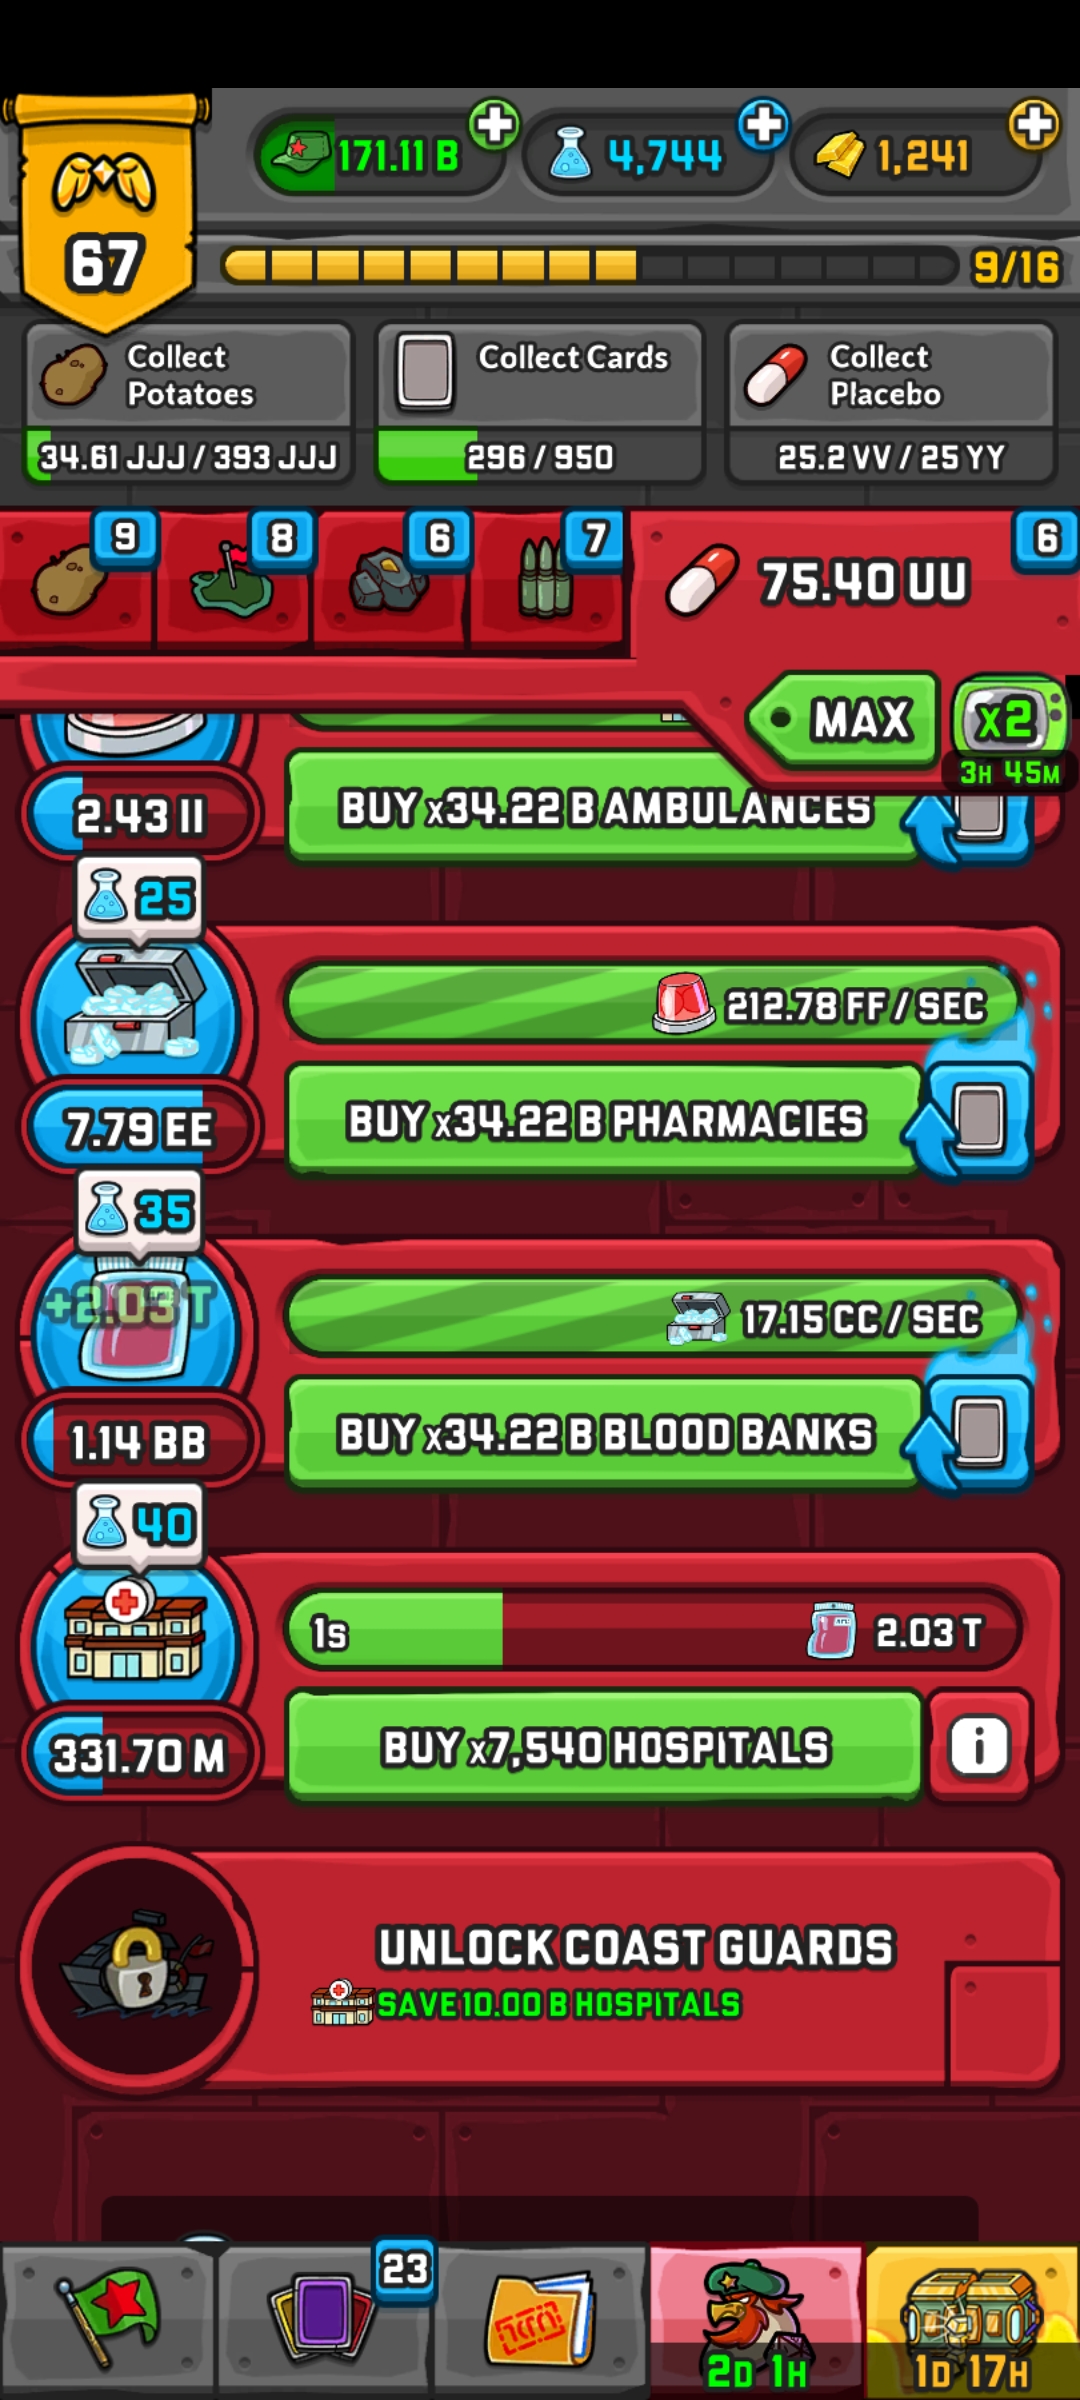 171.11 B
4,744
1,241
67
9/16
Collect
Potatoes
34.61 JJJ / 393 JJJ
Collect Cards
296 / 950
Collect
Placebo
25.2 VV / 25 YY
9
8
6
7
75.40 UU
6
MAX
x2
3H 45M
2.43 II
BUY x34.22 B AMBULANCES
25
212.78 FF / SEC
7.79 EE
BUY x34.22 B PHARMACIES
35
+2.03 T
17.15 CC / SEC
1.14 BB
BUY x34.22 B BLOOD BANKS
40
1s
2.03 T
331.70 M
BUY x7,540 HOSPITALS
i
UNLOCK COAST GUARDS
SAVE 10.00 B HOSPITALS
23
2D 1H
1D 17H